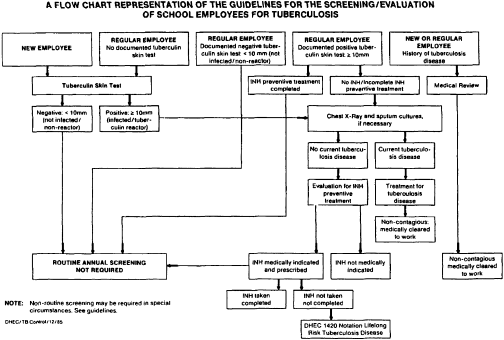 A FLOW CHART REPRESENTATION OF THE GUIDELINES FOR THE SCREENING/EVALUATION
OF SCHOOL EMPLOYEES FOR TUBERCULOSIS
NEW EMPLOYEE
REGULAR EMPLOYEE
No documented tuberculin
skin test
REGULAR EMPLOYEE
Documented negative tuber-
culin skin test < 10 mm (not
infected/non-reactor)
REGULAR EMPLOYEE
Documented positive
tuberculin skin test ≥ 10mm
NEW OR REGULAR
EMPLOYEE
History of tuberculosis
disease
Tuberculin Skin Test
INH preventive treatment
completed
No INH/Incomplete INH
preventive treatment
Medical Review
Negative: < 10mm
(not infected/
non-reactor)
Positive: ≥ 10mm
(infected/tuber-
culin reactor)
Chest X-Ray and sputum cultures,
if necessary
No current tubercu-
losis disease
Current tuberculo-
sis disease
Evaluation for INH
preventive
treatment
Treatment for
tuberculosis
disease
Non-contagious:
medically cleared
to work
ROUTINE ANNUAL SCREENING
NOT REQUIRED
INH medically indicated
and prescribed
INH not medically
indicated
Non-contagious
medically cleared
to work
INH taken
completed
INH not taken
not completed
NOTE: Non-routine screening may be required in special
circumstances. See guidelines.
DHEC/TB Control/12/85
DHEC 1420 Notation Lifelong
Risk Tuberculosis Disease